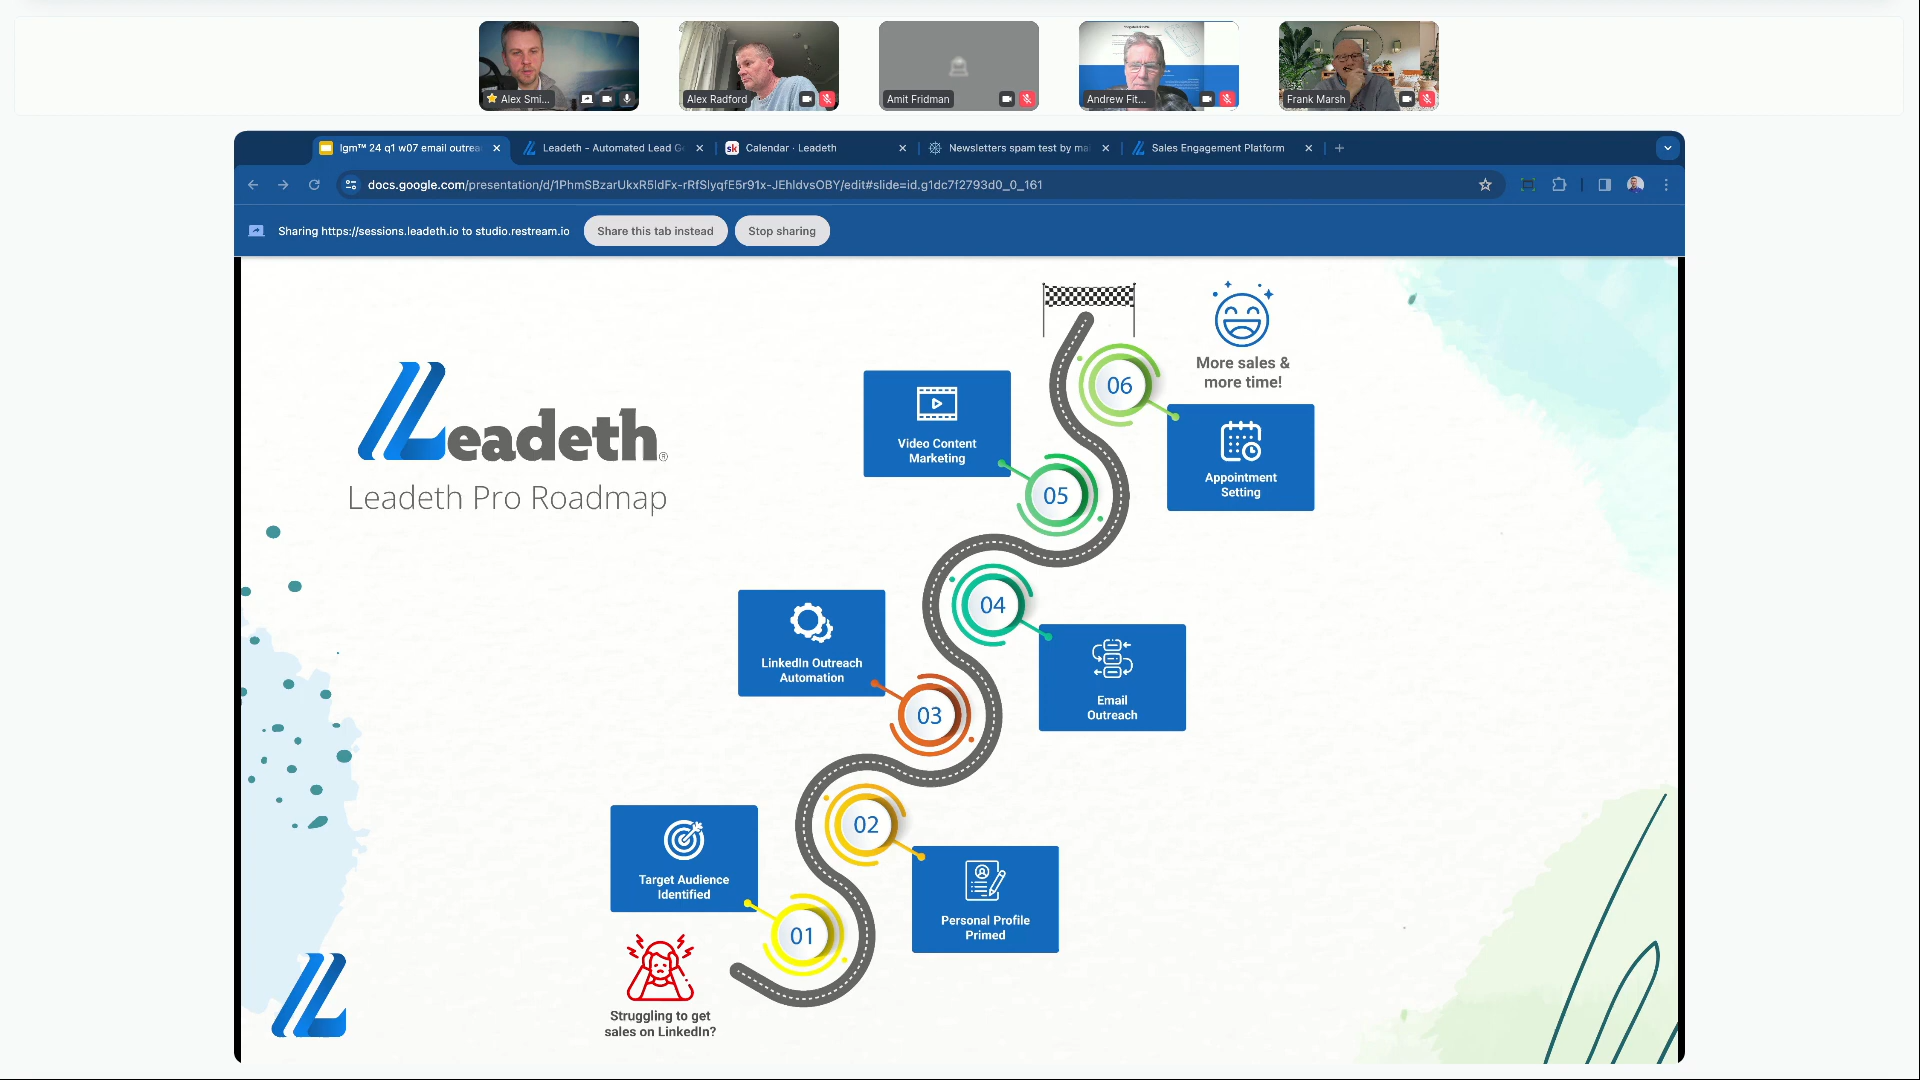 Alex Smi...
Alex Radford
Amit Fridman
Andrew Fit...
Frank Marsh
lgm™ 24 q1 w07 email outrea
Leadeth - Automated Lead G
sk
Calendar · Leadeth
Newsletters spam test by ma
Sales Engagement Platform
docs.google.com/presentation/d/1PhmSBzarUkxR5ldFx-rRfSlyqfE5r91x-JEhldvsOBY/edit#slide=id.g1dc7f2793d0_0_161
Sharing https://sessions.leadeth.io to studio.restream.io
Share this tab instead
Stop sharing
Leadeth®
Leadeth Pro Roadmap
More sales &
more time!
06
Appointment
Setting
Video Content
Marketing
05
04
Email
Outreach
LinkedIn Outreach
Automation
03
02
Personal Profile
Primed
Target Audience
Identified
01
Struggling to get
sales on LinkedIn?